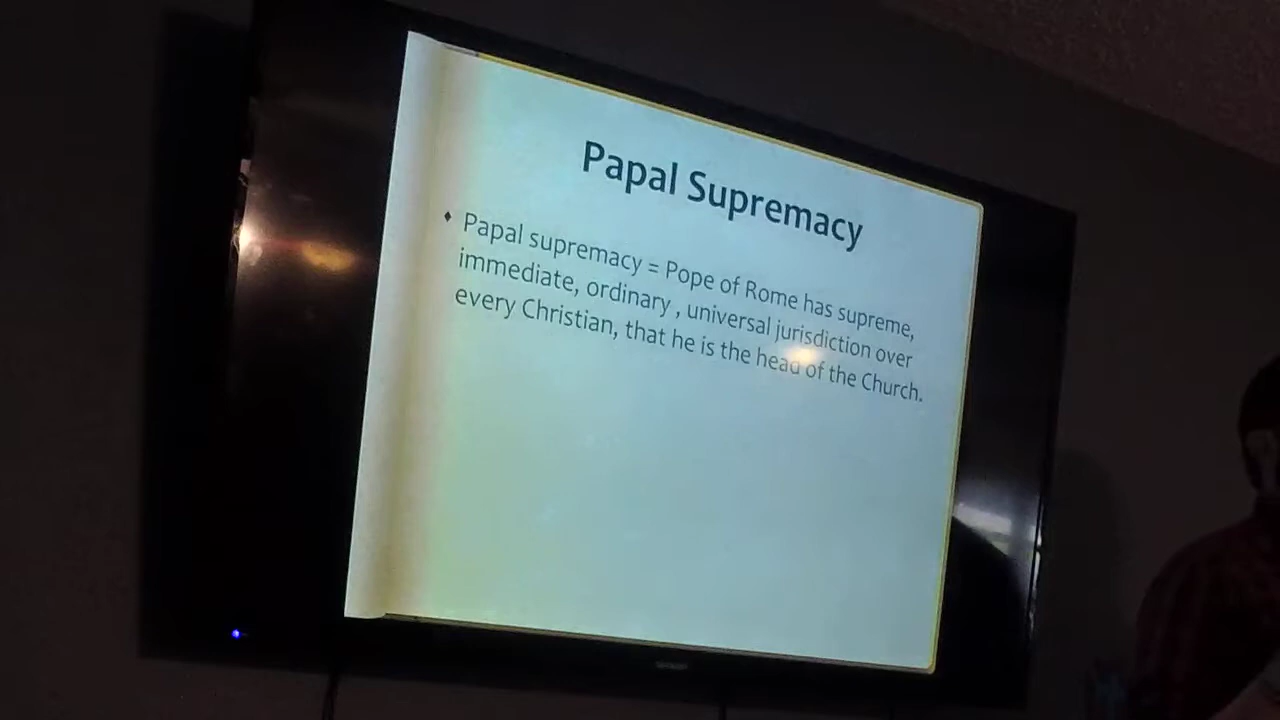 Papal Supremacy
♦ Papal supremacy = Pope of Rome has supreme,
immediate, ordinary , universal jurisdiction over
every Christian, that he is the head of the Church.